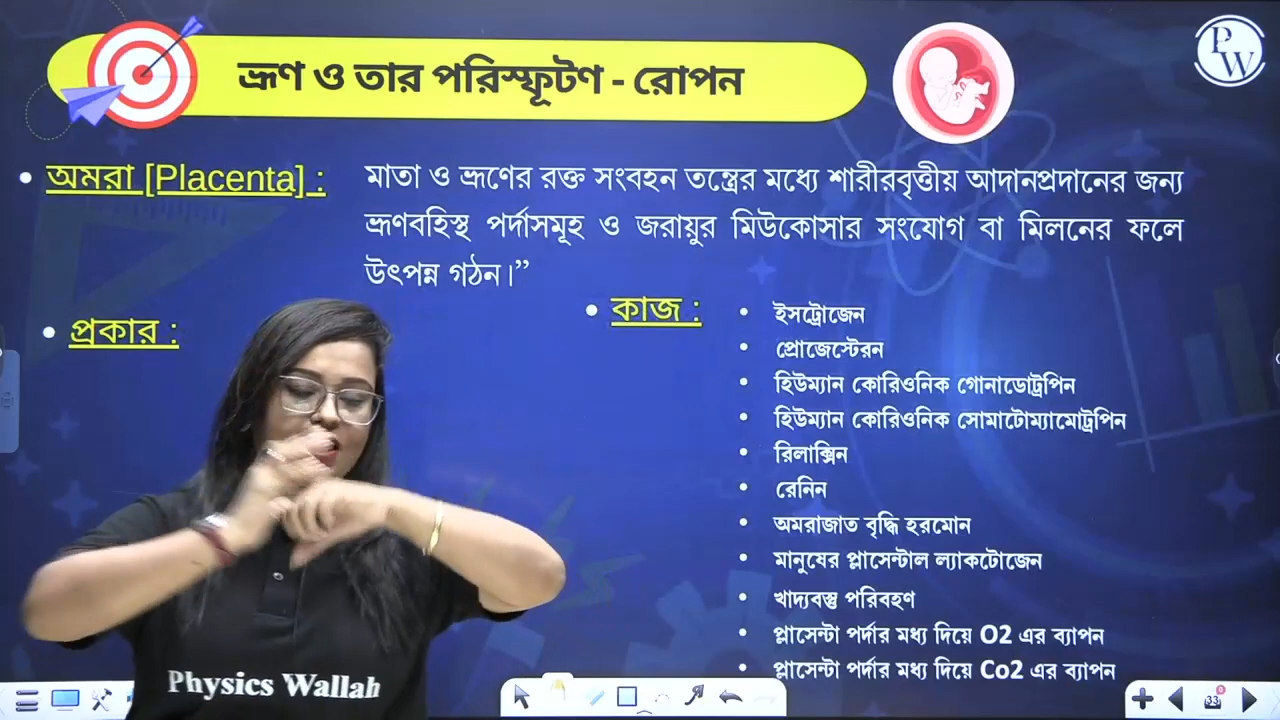 ভ্রূণ ও তার পরিস্ফূটণ - রোপন
PW
• অমরা [Placenta] :
মাতা ও ভ্রূণের রক্ত সংবহন তন্ত্রের মধ্যে শারীরবৃত্তীয় আদানপ্রদানের জন্য
ভ্রূণবহিস্থ পর্দাসমূহ ও জরায়ুর মিউকোসার সংযোগ বা মিলনের ফলে
উৎপন্ন গঠন।”
• প্রকার :
• কাজ :
• ইসট্রোজেন
• প্রোজেস্টেরন
• হিউম্যান কোরিওনিক গোনাডোট্রপিন
• হিউম্যান কোরিওনিক সোমাটোম্যামোট্রপিন
• রিলাক্সিন
• রেনিন
• অমরাজাত বৃদ্ধি হরমোন
• মানুষের প্লাসেন্টাল ল্যাকটোজেন
• খাদ্যবস্তু পরিবহণ
• প্লাসেন্টা পর্দার মধ্য দিয়ে O2 এর ব্যাপন
• প্লাসেন্টা পর্দার মধ্য দিয়ে Co2 এর ব্যাপন
Physics Wallah
33